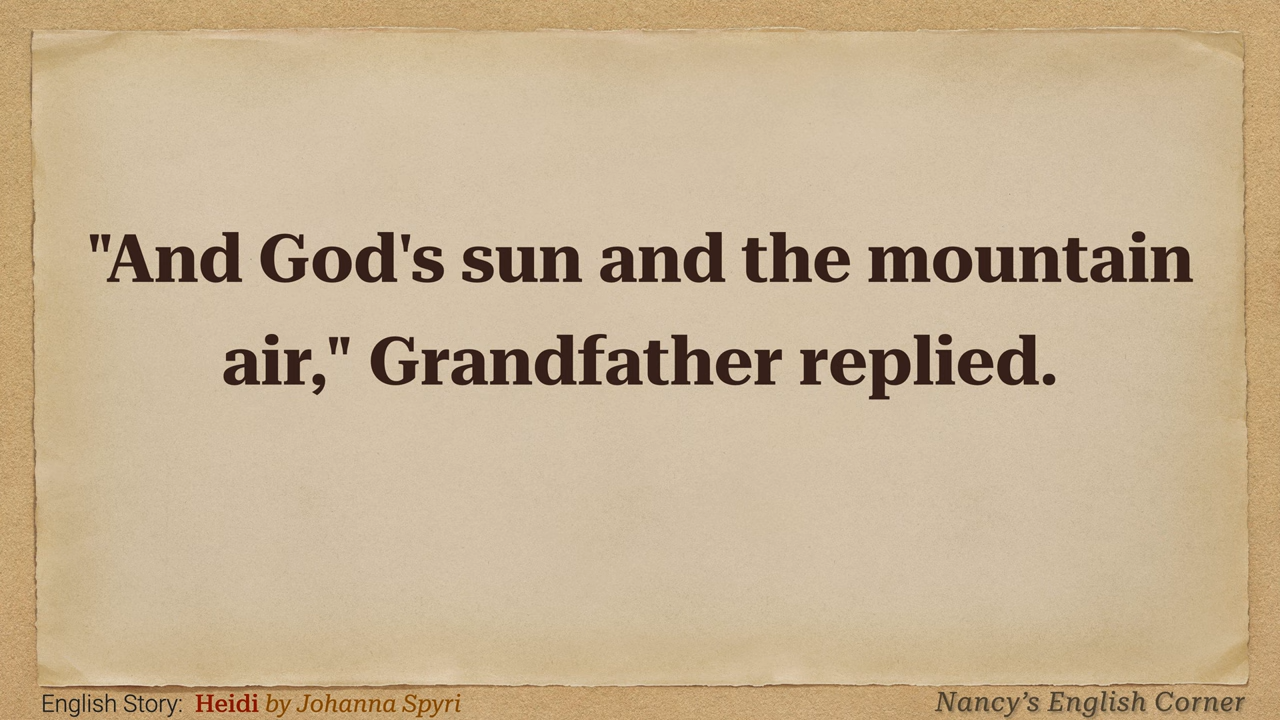 "And God's sun and the mountain
air," Grandfather replied.
English Story: Heidi by Johanna Spyri
Nancy’s English Corner